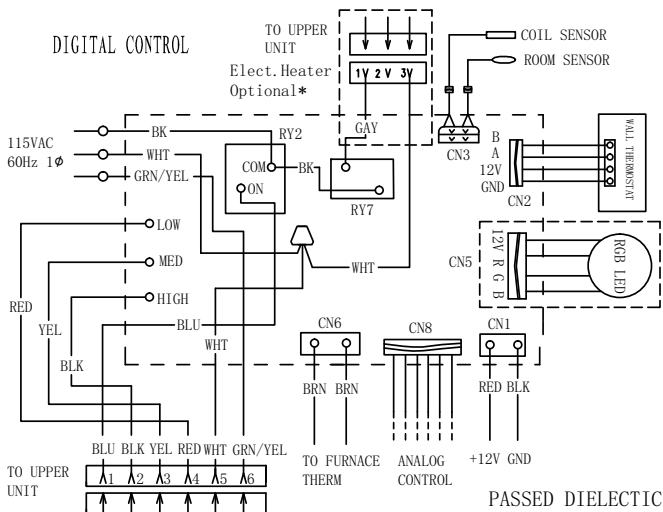 DIGITAL CONTROL
TO UPPER
UNIT
Elect.Heater
Optional*
1V 2 V 3V
COIL SENSOR
ROOM SENSOR
GAY
115VAC
60Hz 1ϕ
BK
WHT
GRN/YEL
RY2
COM
ON
BK
RY7
CN3
B
A
12V
GND
CN2
WALL THERMOSTAT
LOW
MED
HIGH
WHT
CN5
12V R G B
RGB LED
RED
YEL
BLK
BLU
WHT
CN6
CN8
CN1
BRN BRN
RED BLK
BLU BLK YEL RED WHT GRN/YEL
TO UPPER
UNIT
1 2 3 4 5 6
TO FURNACE
THERM
ANALOG
CONTROL
+12V GND
PASSED DIELECTIC